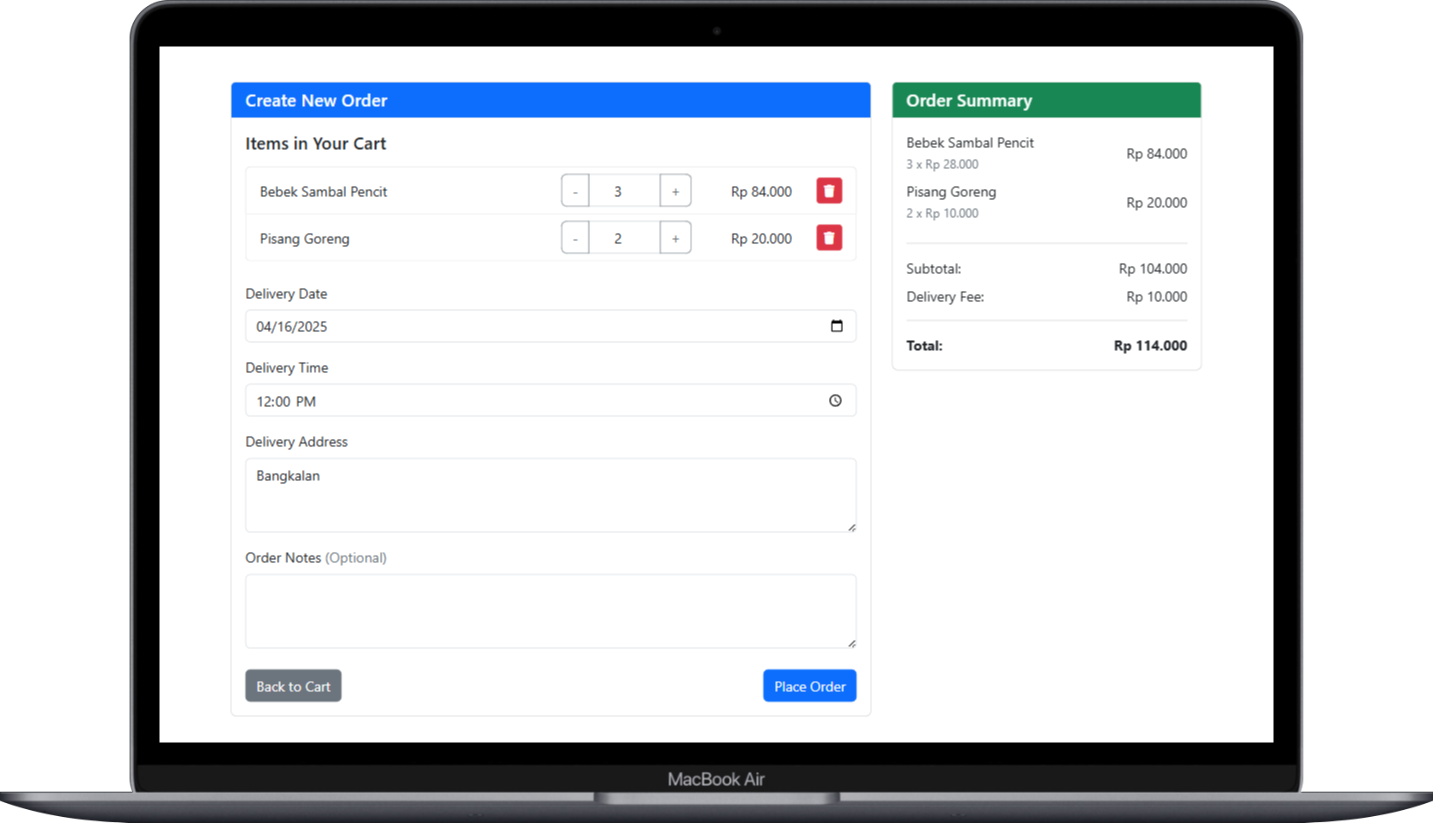 Create New Order
Items in Your Cart
Bebek Sambal Pencit - 3 + Rp 84.000
Pisang Goreng - 2 + Rp 20.000
Delivery Date
04/16/2025
Delivery Time
12:00 PM
Delivery Address
Bangkalan
Order Notes (Optional)
Back to Cart Place Order
Order Summary
Bebek Sambal Pencit
3 x Rp 28.000
Rp 84.000
Pisang Goreng
2 x Rp 10.000
Rp 20.000
Subtotal: Rp 104.000
Delivery Fee: Rp 10.000
Total: Rp 114.000
MacBook Air